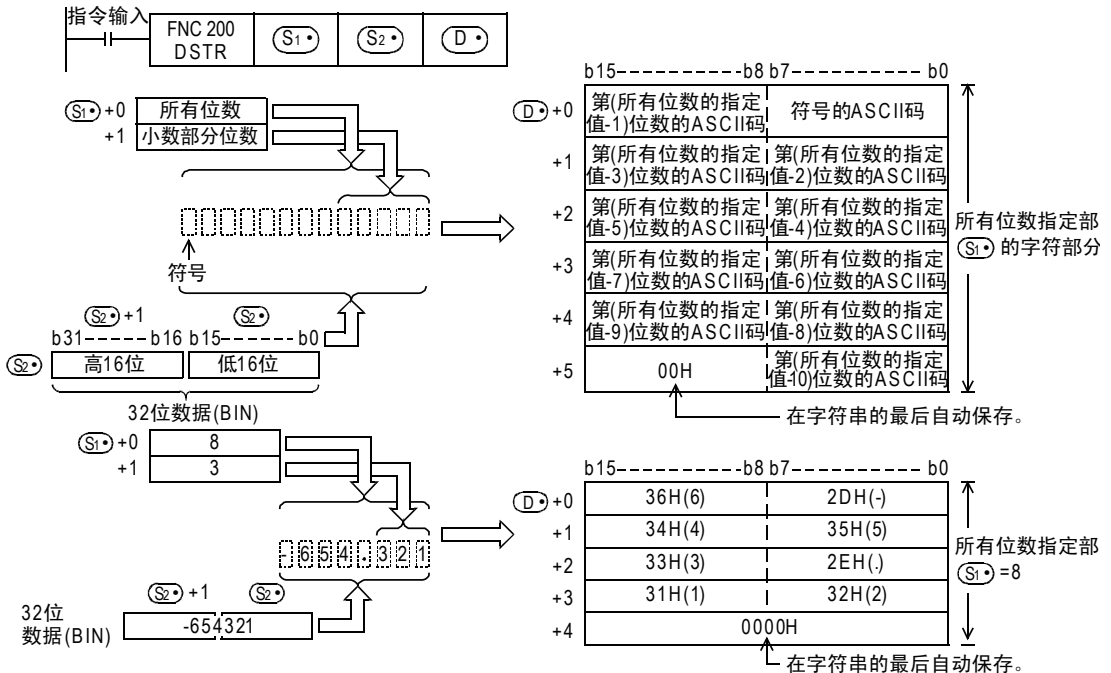 指令输入
FNC 200
DSTR
S1• S2• D•
S1• +0 所有位数
+1 小数部分位数
符号
S2• +1 S2•
b31------b16 b15------b0
S2• 高16位 低16位
32位数据(BIN)
b15-----------b8 b7----------- b0
D• +0 第(所有位数的指定值-1)位数的ASCII码 符号的ASCII码
+1 第(所有位数的指定值-3)位数的ASCII码 第(所有位数的指定值-2)位数的ASCII码
+2 第(所有位数的指定值-5)位数的ASCII码 第(所有位数的指定值-4)位数的ASCII码
+3 第(所有位数的指定值-7)位数的ASCII码 第(所有位数的指定值-6)位数的ASCII码
+4 第(所有位数的指定值-9)位数的ASCII码 第(所有位数的指定值-8)位数的ASCII码
+5 00H 第(所有位数的指定值-10)位数的ASCII码
所有位数指定部
S1• 的字符部分
在字符串的最后自动保存。
S1• +0 8
+1 3
-654.321
S2• +1 S2•
32位
数据(BIN) -654321
b15-----------b8 b7----------- b0
D• +0 36H(6) 2DH(-)
+1 34H(4) 35H(5)
+2 33H(3) 2EH(.)
+3 31H(1) 32H(2)
+4 0000H
所有位数指定部
S1• =8
在字符串的最后自动保存。